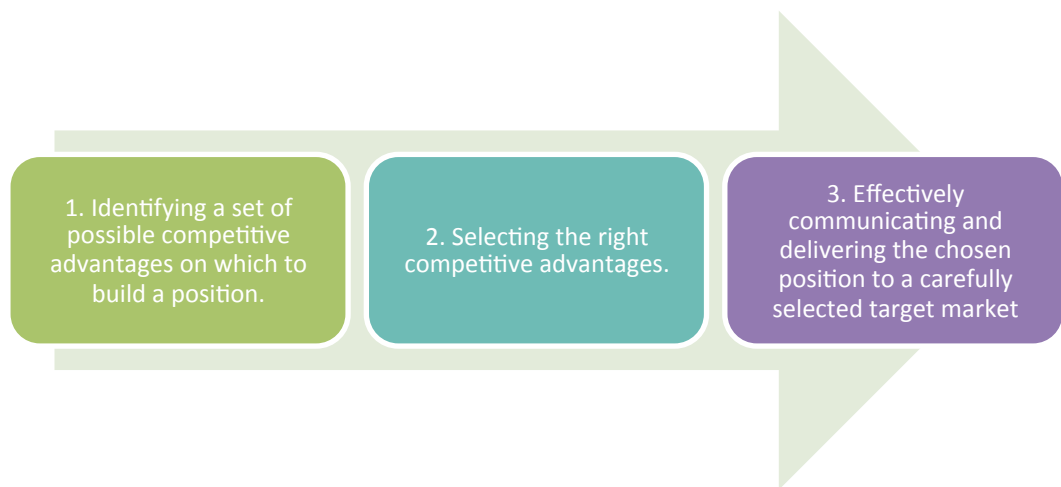 1. Identifying a set of
possible competitive
advantages on which to
build a position.
2. Selecting the right
competitive advantages.
3. Effectively
communicating and
delivering the chosen
position to a carefully
selected target market